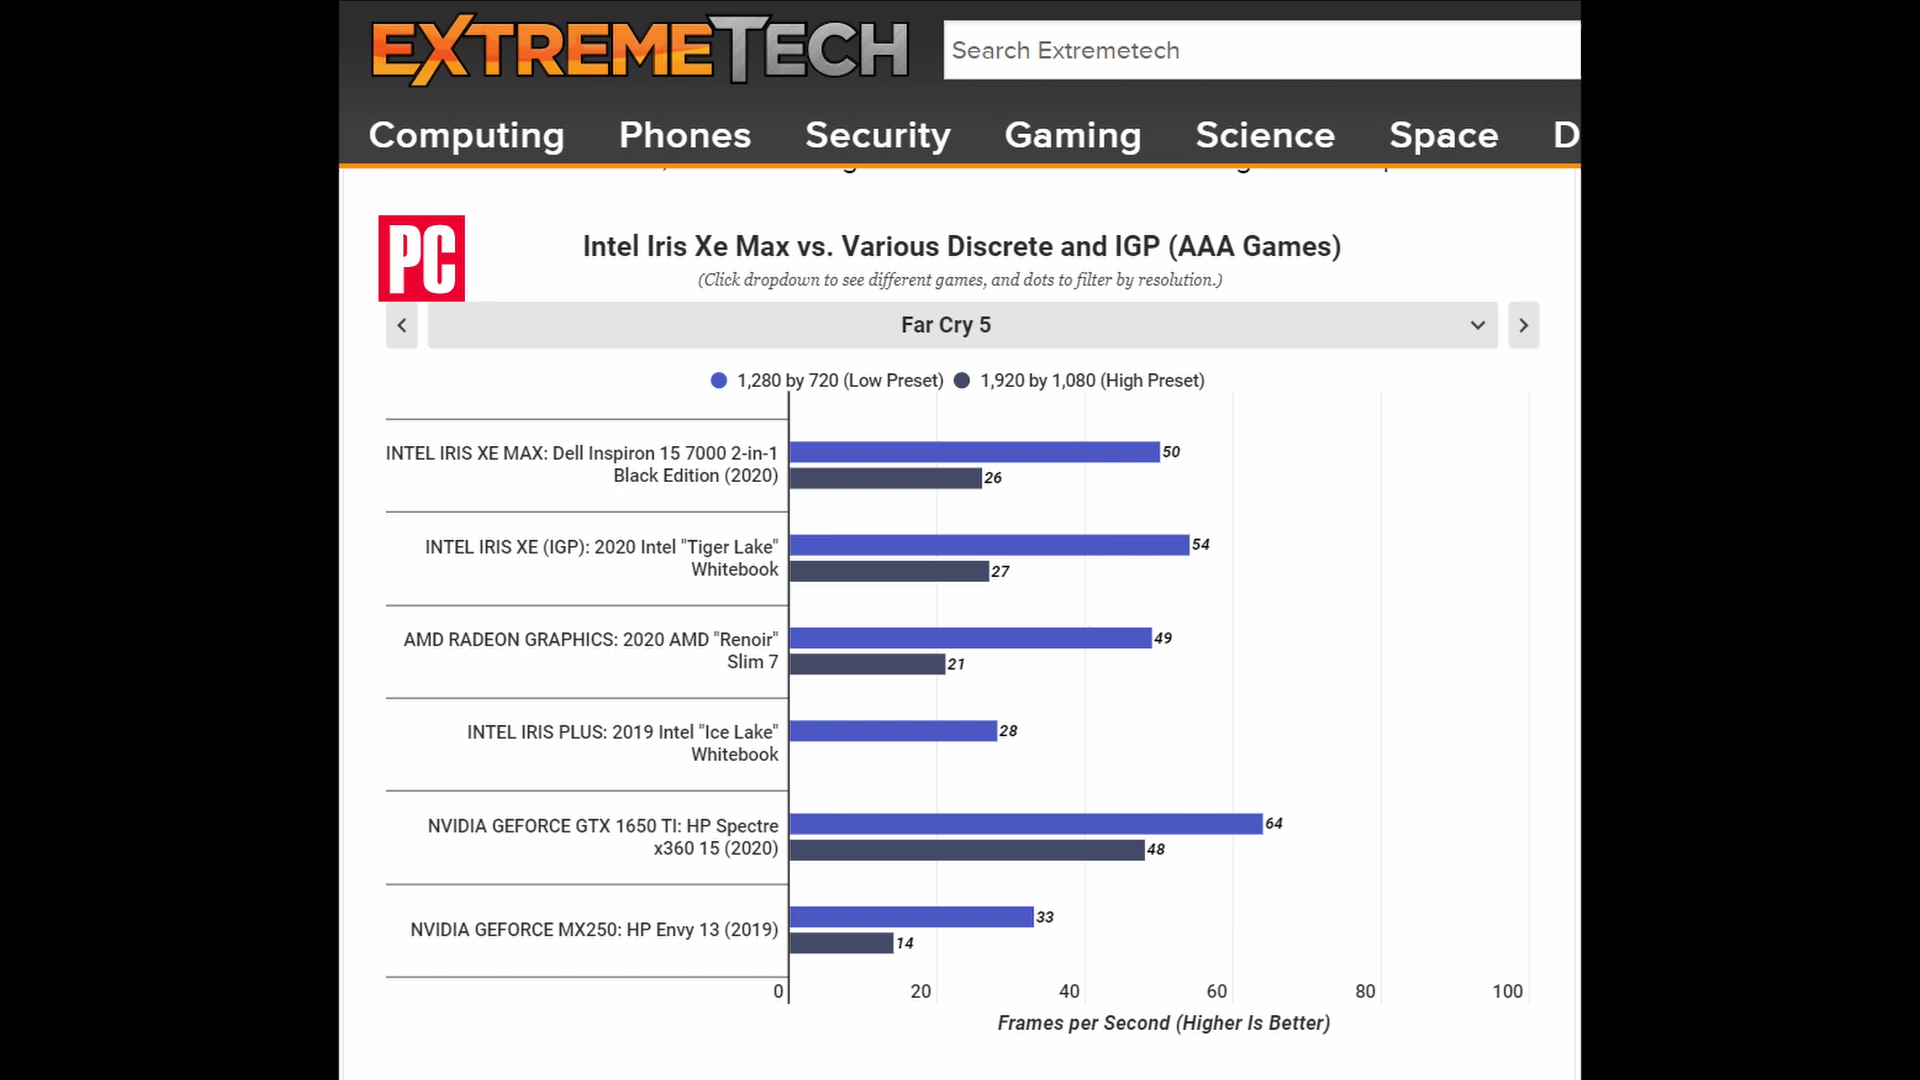 EXTREMETECH
Search Extremetech
Computing Phones Security Gaming Science Space D
PC
Intel Iris Xe Max vs. Various Discrete and IGP (AAA Games)
(Click dropdown to see different games, and dots to filter by resolution.)
Far Cry 5
1,280 by 720 (Low Preset) 1,920 by 1,080 (High Preset)
INTEL IRIS XE MAX: Dell Inspiron 15 7000 2-in-1
Black Edition (2020)
50
26
INTEL IRIS XE (IGP): 2020 Intel "Tiger Lake"
Whitebook
54
27
AMD RADEON GRAPHICS: 2020 AMD "Renoir"
Slim 7
49
21
INTEL IRIS PLUS: 2019 Intel "Ice Lake"
Whitebook
28
NVIDIA GEFORCE GTX 1650 TI: HP Spectre
x360 15 (2020)
64
48
NVIDIA GEFORCE MX250: HP Envy 13 (2019)
33
14
0 20 40 60 80 100
Frames per Second (Higher Is Better)